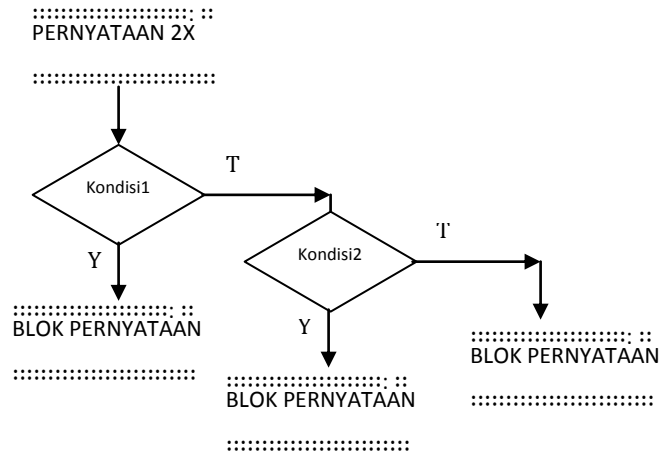 PERNYATAAN 2X
Kondisi1
T
Y
Kondisi2
T
Y
BLOK PERNYATAAN
BLOK PERNYATAAN
BLOK PERNYATAAN